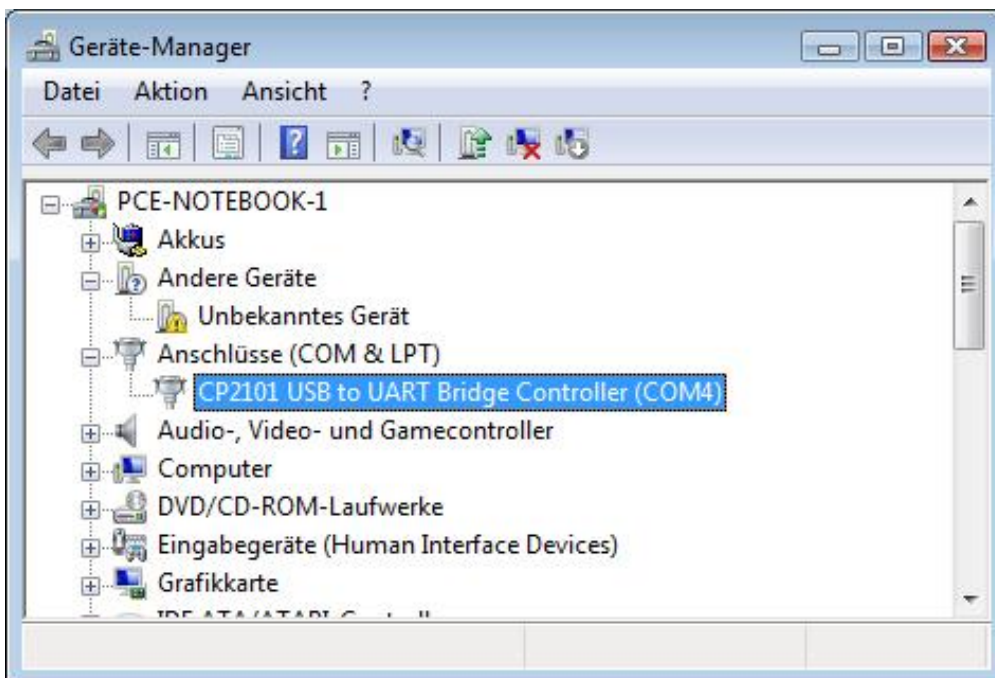 Geräte-Manager
Datei Aktion Ansicht ?
PCE-NOTEBOOK-1
Akkus
Andere Geräte
Unbekanntes Gerät
Anschlüsse (COM & LPT)
CP2101 USB to UART Bridge Controller (COM4)
Audio-, Video- und Gamecontroller
Computer
DVD/CD-ROM-Laufwerke
Eingabegeräte (Human Interface Devices)
Grafikkarte